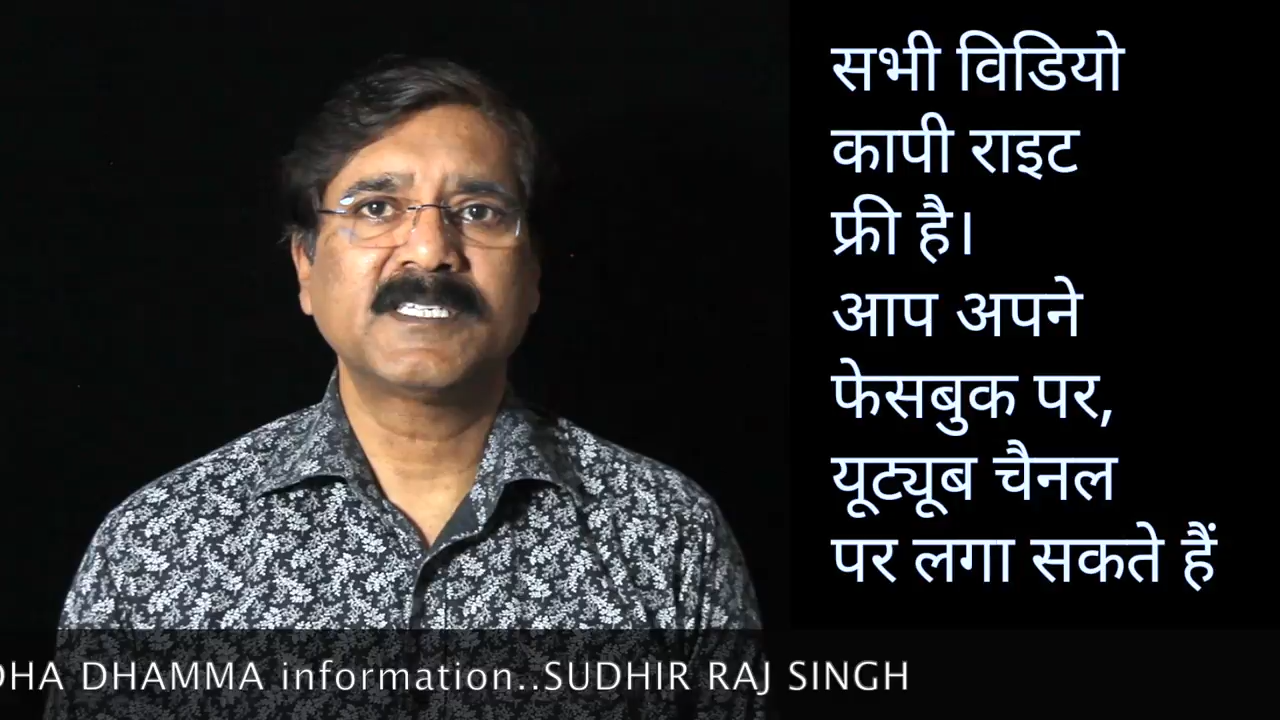 सभी विडियो
कापी राइट
फ्री है।
आप अपने
फेसबुक पर,
यूट्यूब चैनल
पर लगा सकते हैं
DHA DHAMMA information..SUDHIR RAJ SINGH